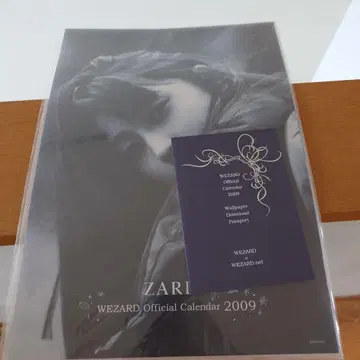 WEZARD
Official
Calendar
2009
Wallpaper
Download
Passport
WEZARD
WEZARD.net
ZARD
WEZARD Official Calendar 2009